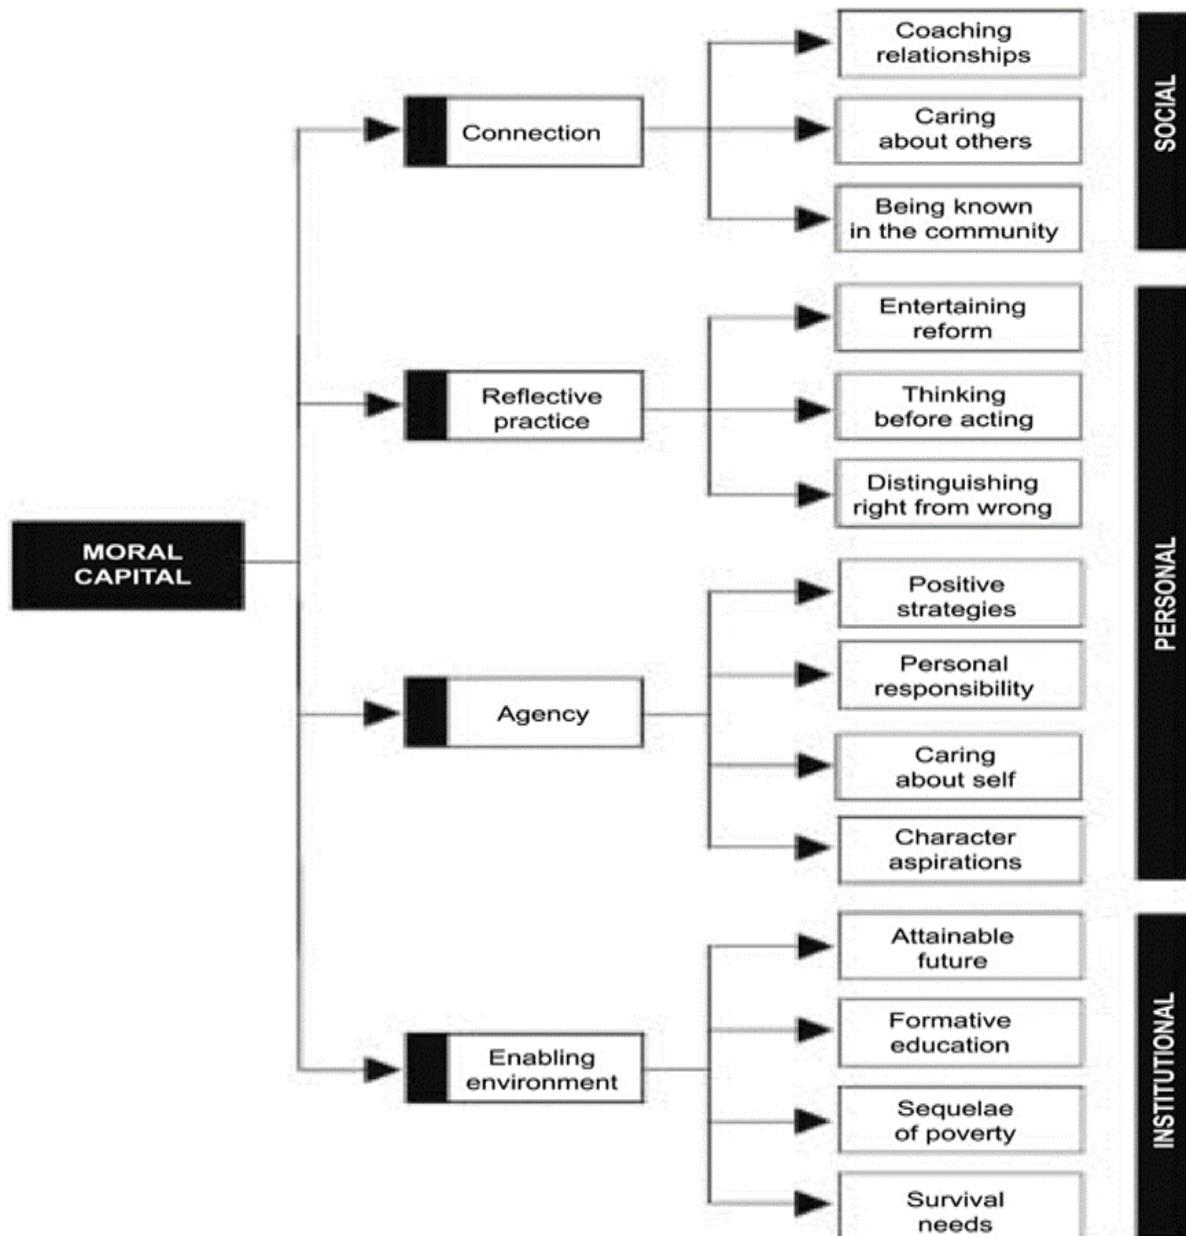 MORAL
CAPITAL
Connection
Coaching
relationships
Caring
about others
Being known
in the community
SOCIAL
Reflective
practice
Entertaining
reform
Thinking
before acting
Distinguishing
right from wrong
Agency
Positive
strategies
Personal
responsibility
Caring
about self
Character
aspirations
PERSONAL
Enabling
environment
Attainable
future
Formative
education
Sequelae
of poverty
Survival
needs
INSTITUTIONAL